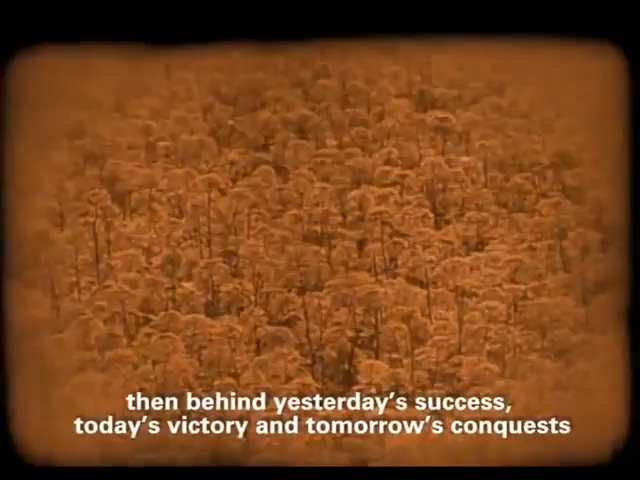 then behind yesterday's success,
today's victory and tomorrow's conquests